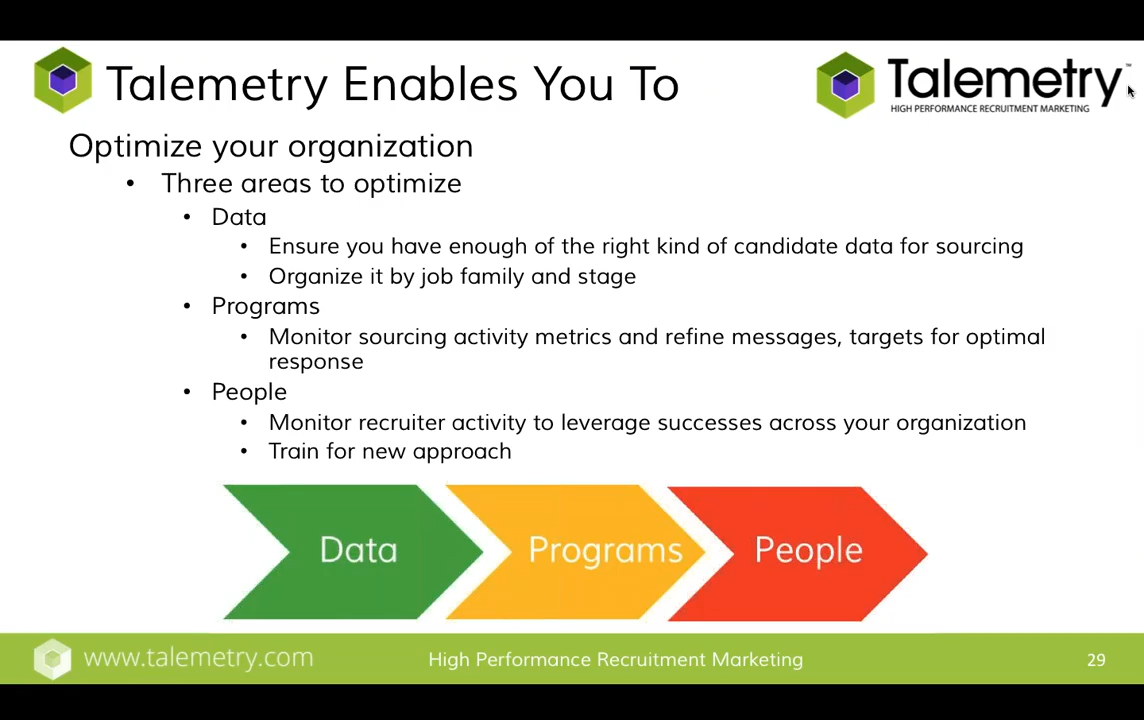 Talemetry Enables You To
Talemetry™
HIGH PERFORMANCE RECRUITMENT MARKETING
Optimize your organization
• Three areas to optimize
• Data
• Ensure you have enough of the right kind of candidate data for sourcing
• Organize it by job family and stage
• Programs
• Monitor sourcing activity metrics and refine messages, targets for optimal
response
• People
• Monitor recruiter activity to leverage successes across your organization
• Train for new approach
Data
Programs
People
www.talemetry.com
High Performance Recruitment Marketing
29